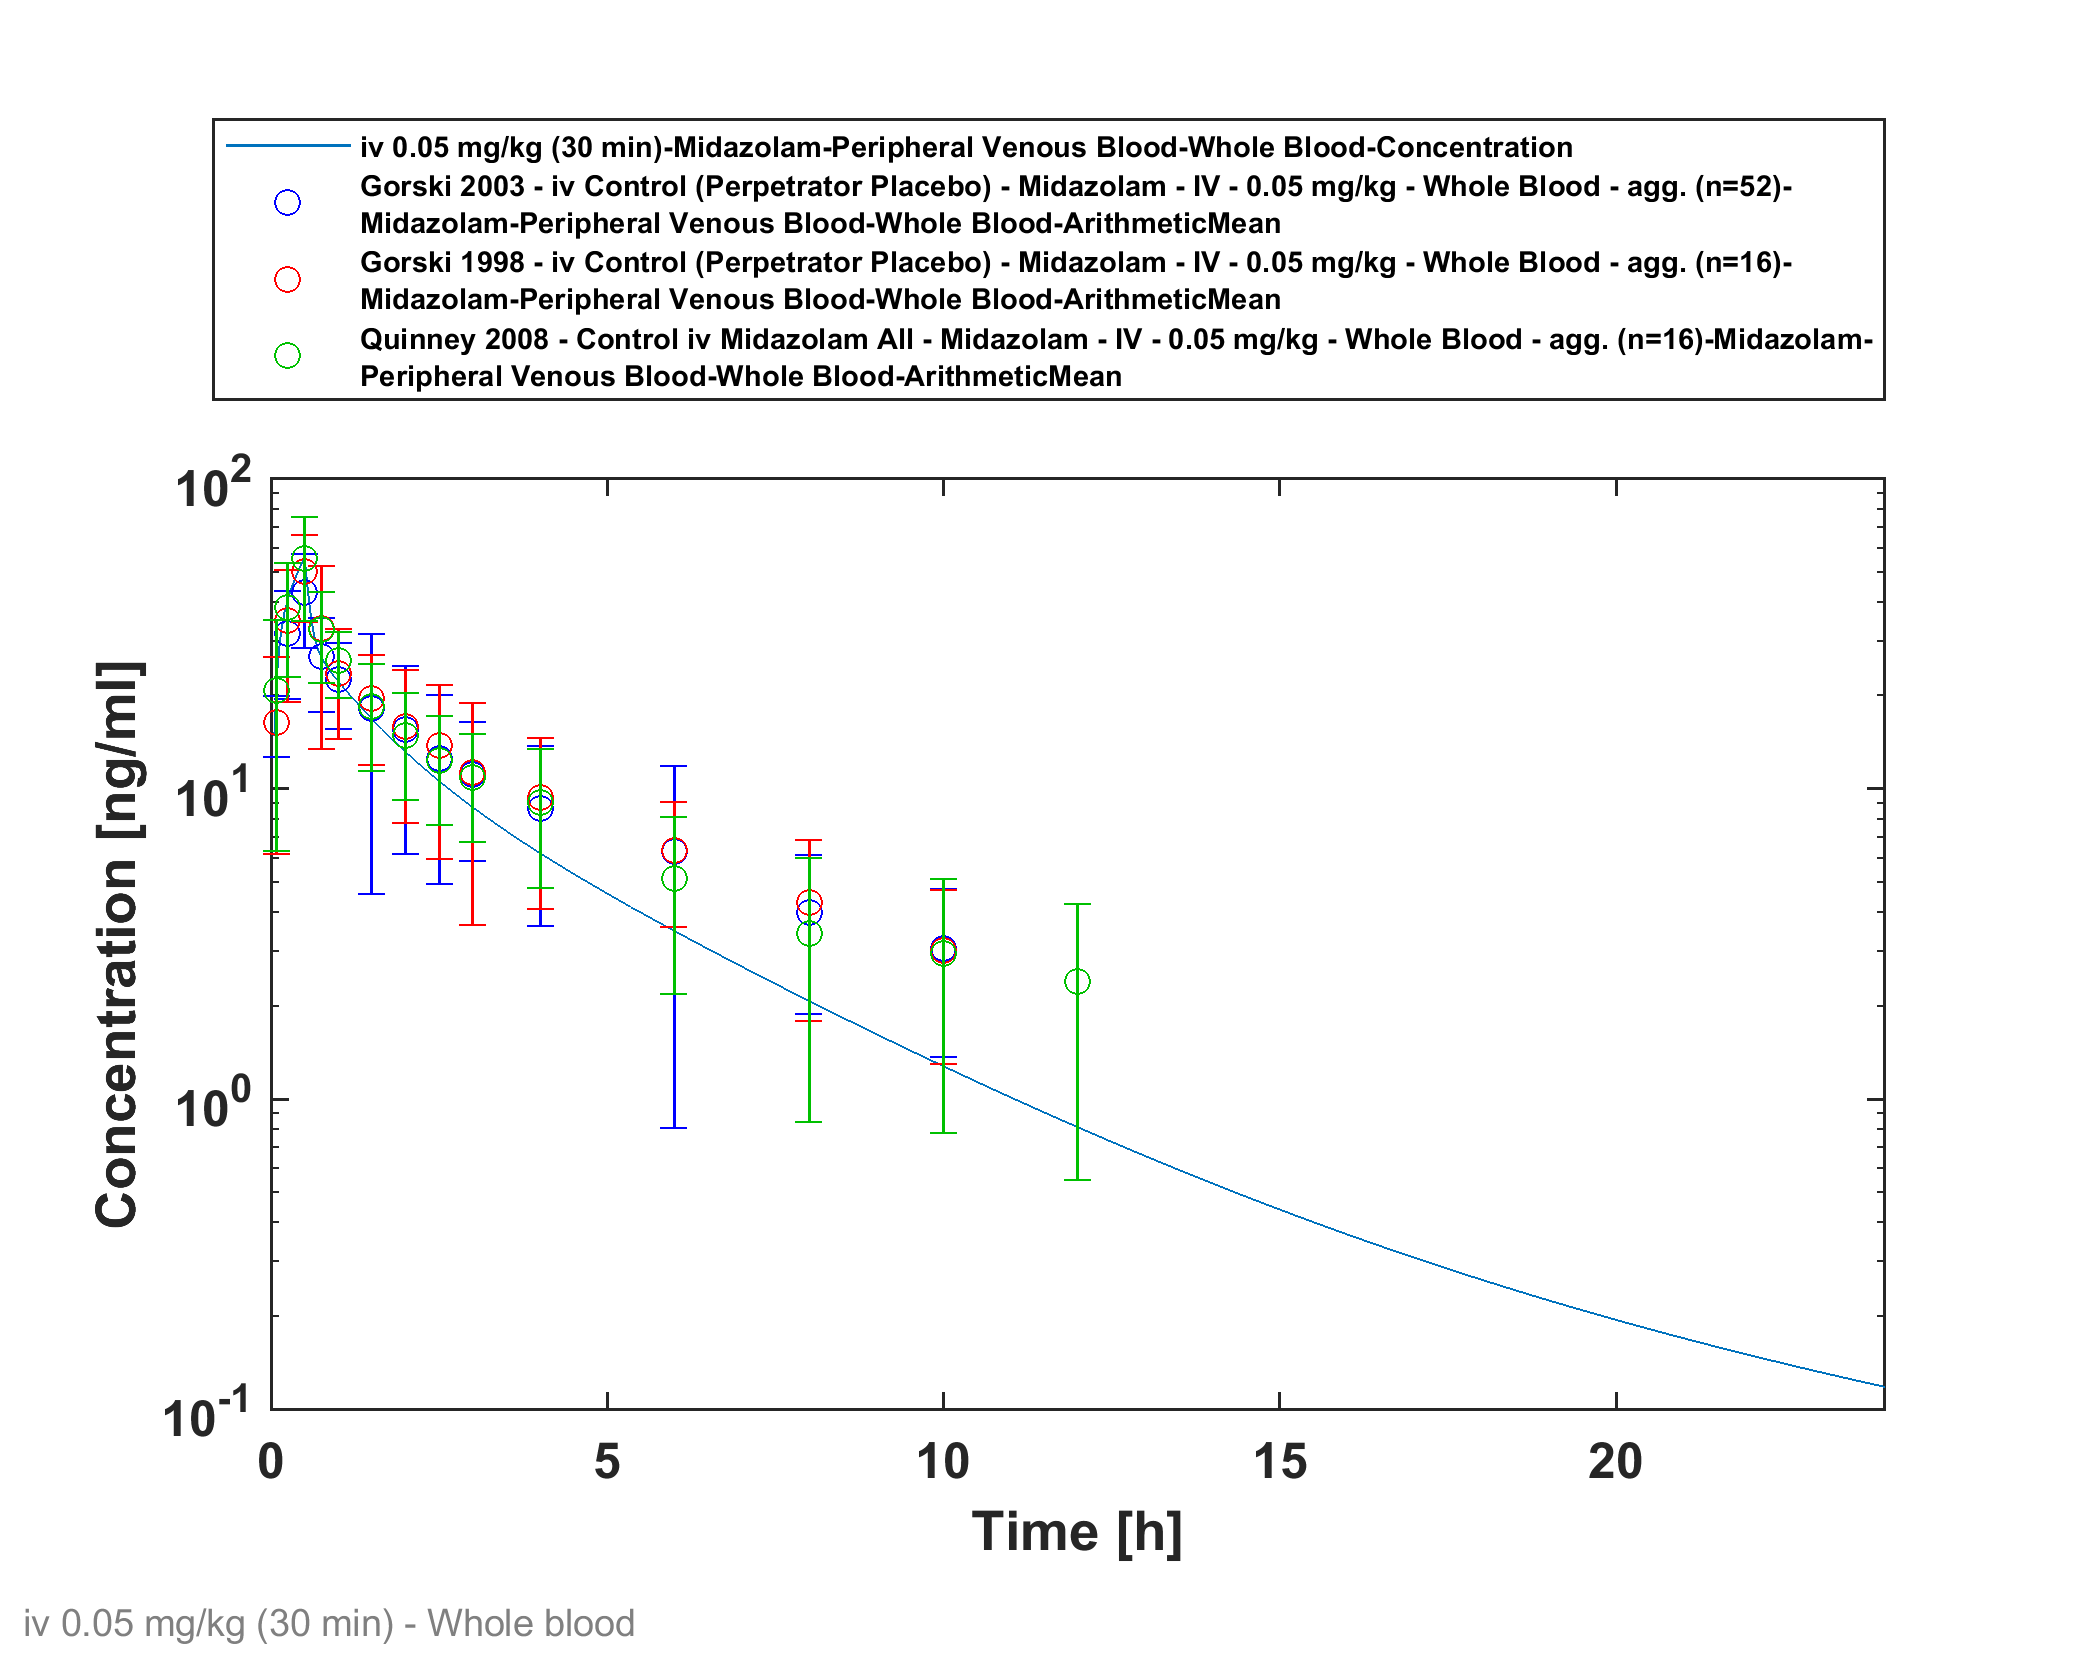 iv 0.05 mg/kg (30 min)-Midazolam-Peripheral Venous Blood-Whole Blood-Concentration
Gorski 2003 - iv Control (Perpetrator Placebo) - Midazolam - IV - 0.05 mg/kg - Whole Blood - agg. (n=52)-
Midazolam-Peripheral Venous Blood-Whole Blood-ArithmeticMean
Gorski 1998 - iv Control (Perpetrator Placebo) - Midazolam - IV - 0.05 mg/kg - Whole Blood - agg. (n=16)-
Midazolam-Peripheral Venous Blood-Whole Blood-ArithmeticMean
Quinney 2008 - Control iv Midazolam All - Midazolam - IV - 0.05 mg/kg - Whole Blood - agg. (n=16)-Midazolam-
Peripheral Venous Blood-Whole Blood-ArithmeticMean
10^2
10^1
10^0
10^-1
Concentration [ng/ml]
0 5 10 15 20
Time [h]
iv 0.05 mg/kg (30 min) - Whole blood